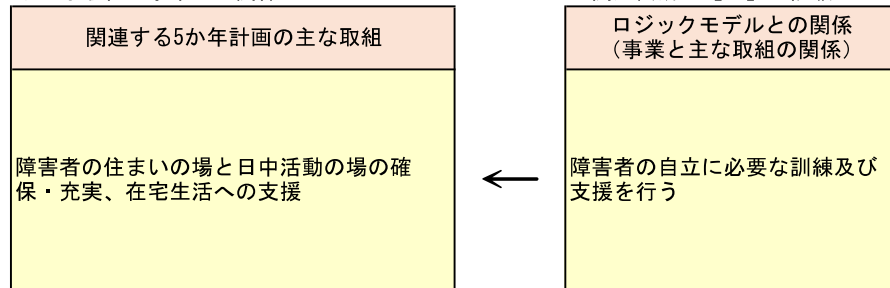 関連する5か年計画の主な取組
障害者の住まいの場と日中活動の場の確
保・充実、在宅生活への支援
ロジックモデルとの関係
（事業と主な取組の関係）
障害者の自立に必要な訓練及び
支援を行う